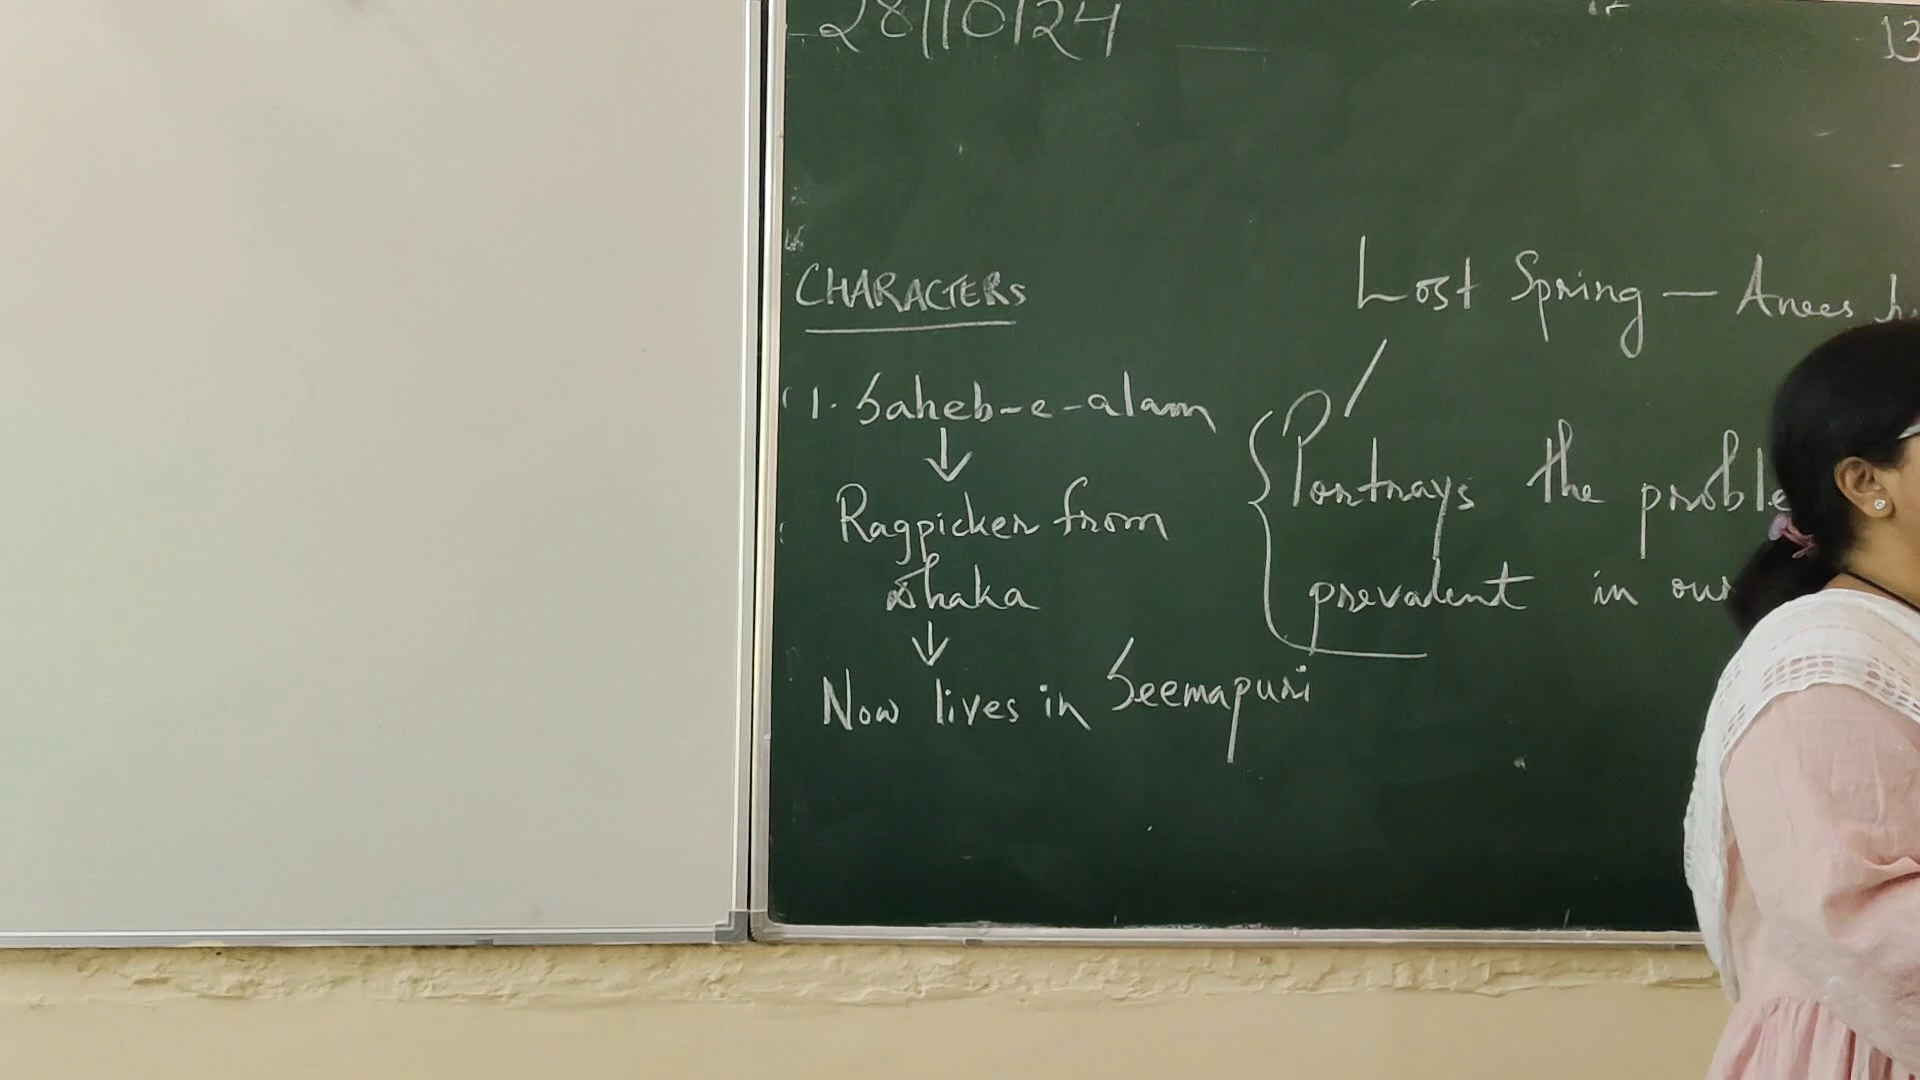 28/10/24
13
CHARACTERS
Lost Spring — Anees
1. Saheb-e-alam
↓
Portrays the proble
Ragpicker from
Dhaka
prevalent in our
↓
Now lives in Seemapuri